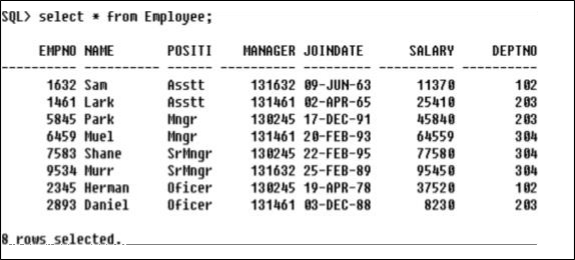 SQL> select * from Employee;
EMPNO NAME POSITI MANAGER JOINDATE SALARY DEPTNO
---------- ---------- ------ ---------- --------- ---------- ----------
1632 Sam Asstt 131632 09-JUN-63 11370 102
1461 Lark Asstt 131461 02-APR-65 25410 203
5845 Park Mngr 130245 17-DEC-91 45840 203
6459 Muel Mngr 131461 20-FEB-93 64559 304
7583 Shane SrMngr 130245 22-FEB-95 77580 304
9534 Murr SrMngr 131632 25-FEB-89 95450 304
2345 Herman Oficer 130245 19-APR-78 37520 102
2893 Daniel Oficer 131461 03-DEC-88 8230 203
8 rows selected.